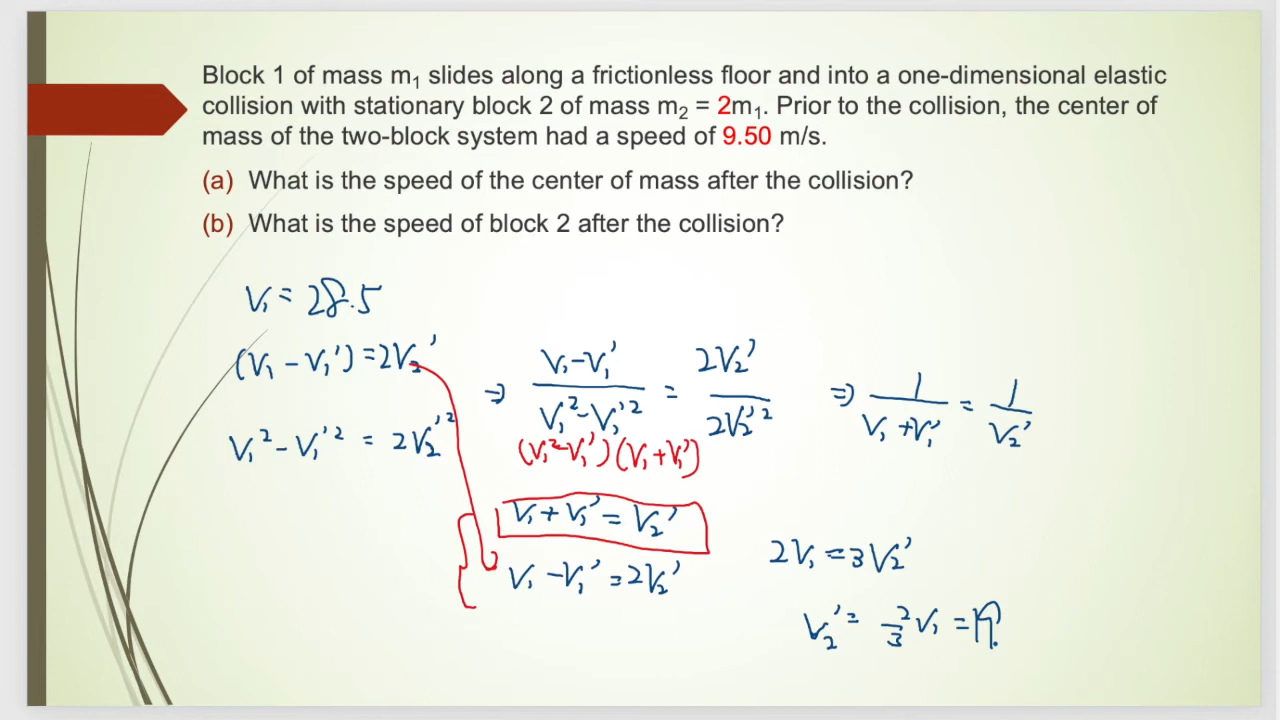 Block 1 of mass m₁ slides along a frictionless floor and into a one-dimensional elastic
collision with stationary block 2 of mass m₂ = 2m₁. Prior to the collision, the center of
mass of the two-block system had a speed of 9.50 m/s.
(a) What is the speed of the center of mass after the collision?
(b) What is the speed of block 2 after the collision?
V₁ = 28.5
(V₁ - V₁') = 2V₂'
V₁² - V₁'² = 2V₂'²
⇒ (V₁ - V₁')/(V₁² - V₁'²) = 2V₂'/2V₂'² ⇒ 1/(V₁ + V₁') = 1/V₂'
(V₁² - V₁')(V₁ + V₁')
V₁ + V₁' = V₂'
V₁ - V₁' = 2V₂'
2V₁ = 3V₂'
V₂' = 2/3 V₁ = 19.